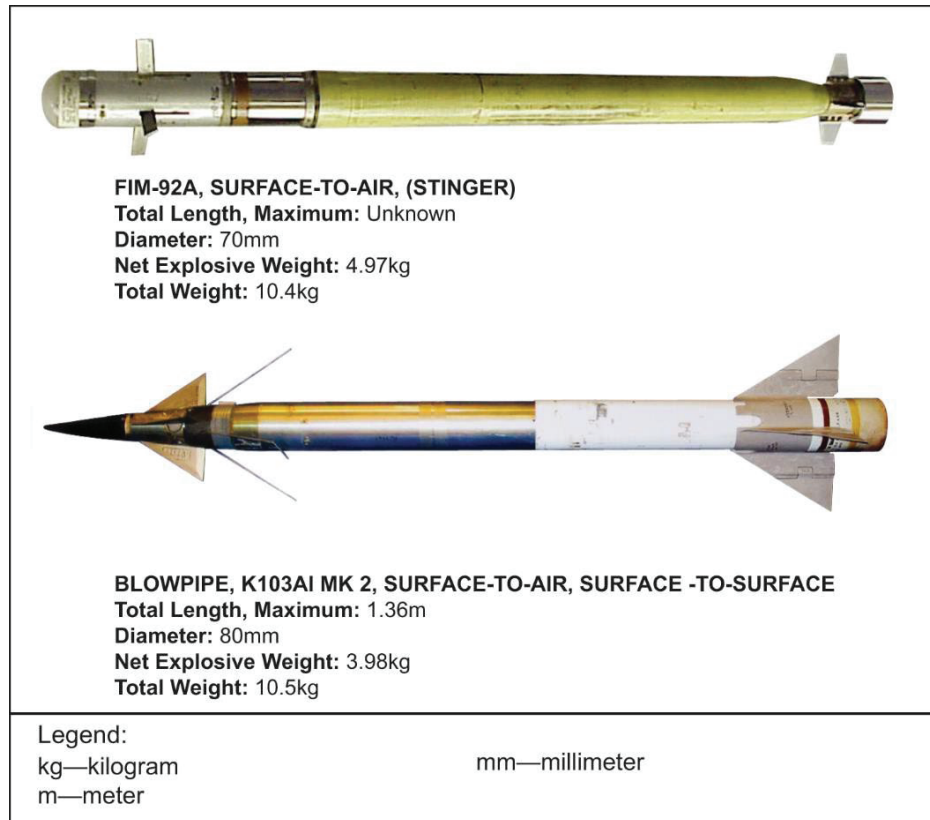 FIM-92A, SURFACE-TO-AIR, (STINGER)
Total Length, Maximum: Unknown
Diameter: 70mm
Net Explosive Weight: 4.97kg
Total Weight: 10.4kg
BLOWPIPE, K103AI MK 2, SURFACE-TO-AIR, SURFACE -TO-SURFACE
Total Length, Maximum: 1.36m
Diameter: 80mm
Net Explosive Weight: 3.98kg
Total Weight: 10.5kg
Legend:
kg—kilogram
m—meter
mm—millimeter